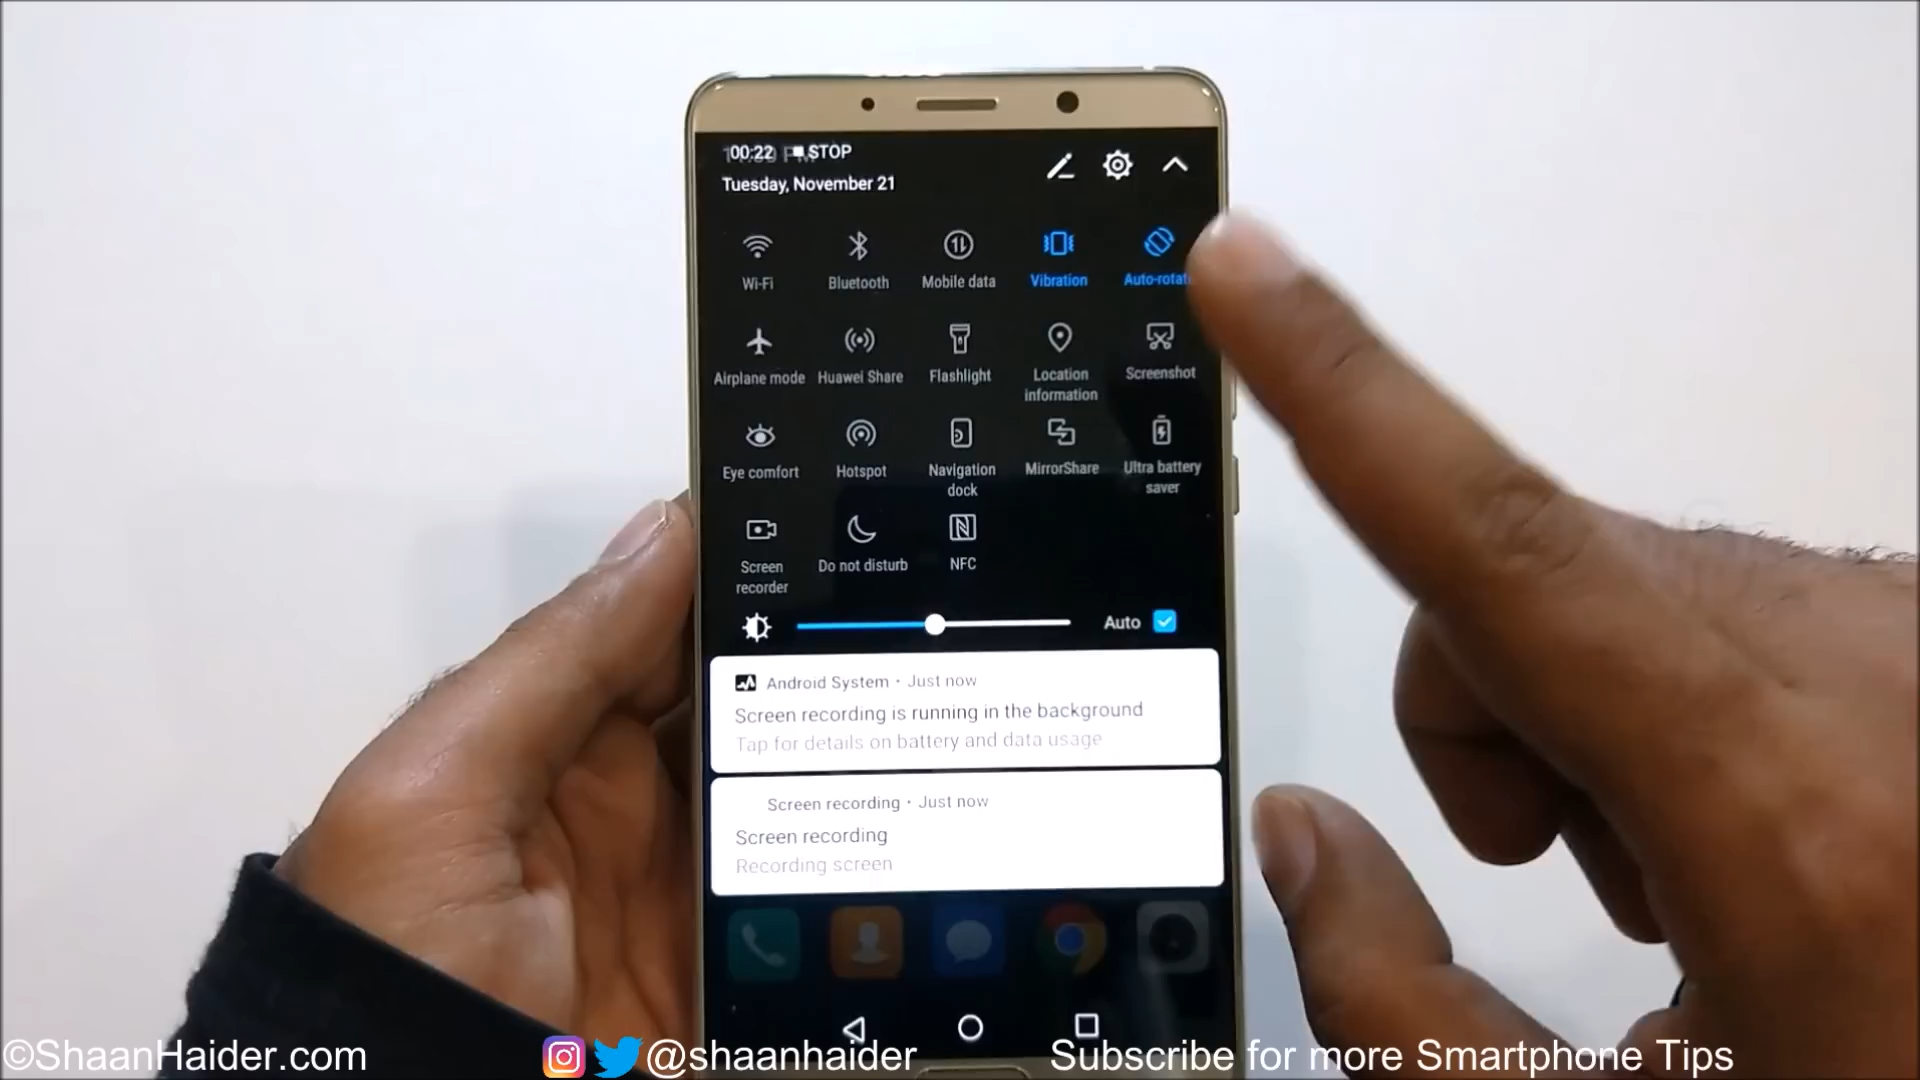 00:22 STOP
Tuesday, November 21
Wi-Fi Bluetooth Mobile data Vibration Auto-rotat
Airplane mode Huawei Share Flashlight Location information Screenshot
Eye comfort Hotspot Navigation dock MirrorShare Ultra battery saver
Screen recorder Do not disturb NFC
Auto
Android System • Just now
Screen recording is running in the background
Tap for details on battery and data usage
Screen recording • Just now
Screen recording
Recording screen
©ShaanHaider.com @shaanhaider Subscribe for more Smartphone Tips